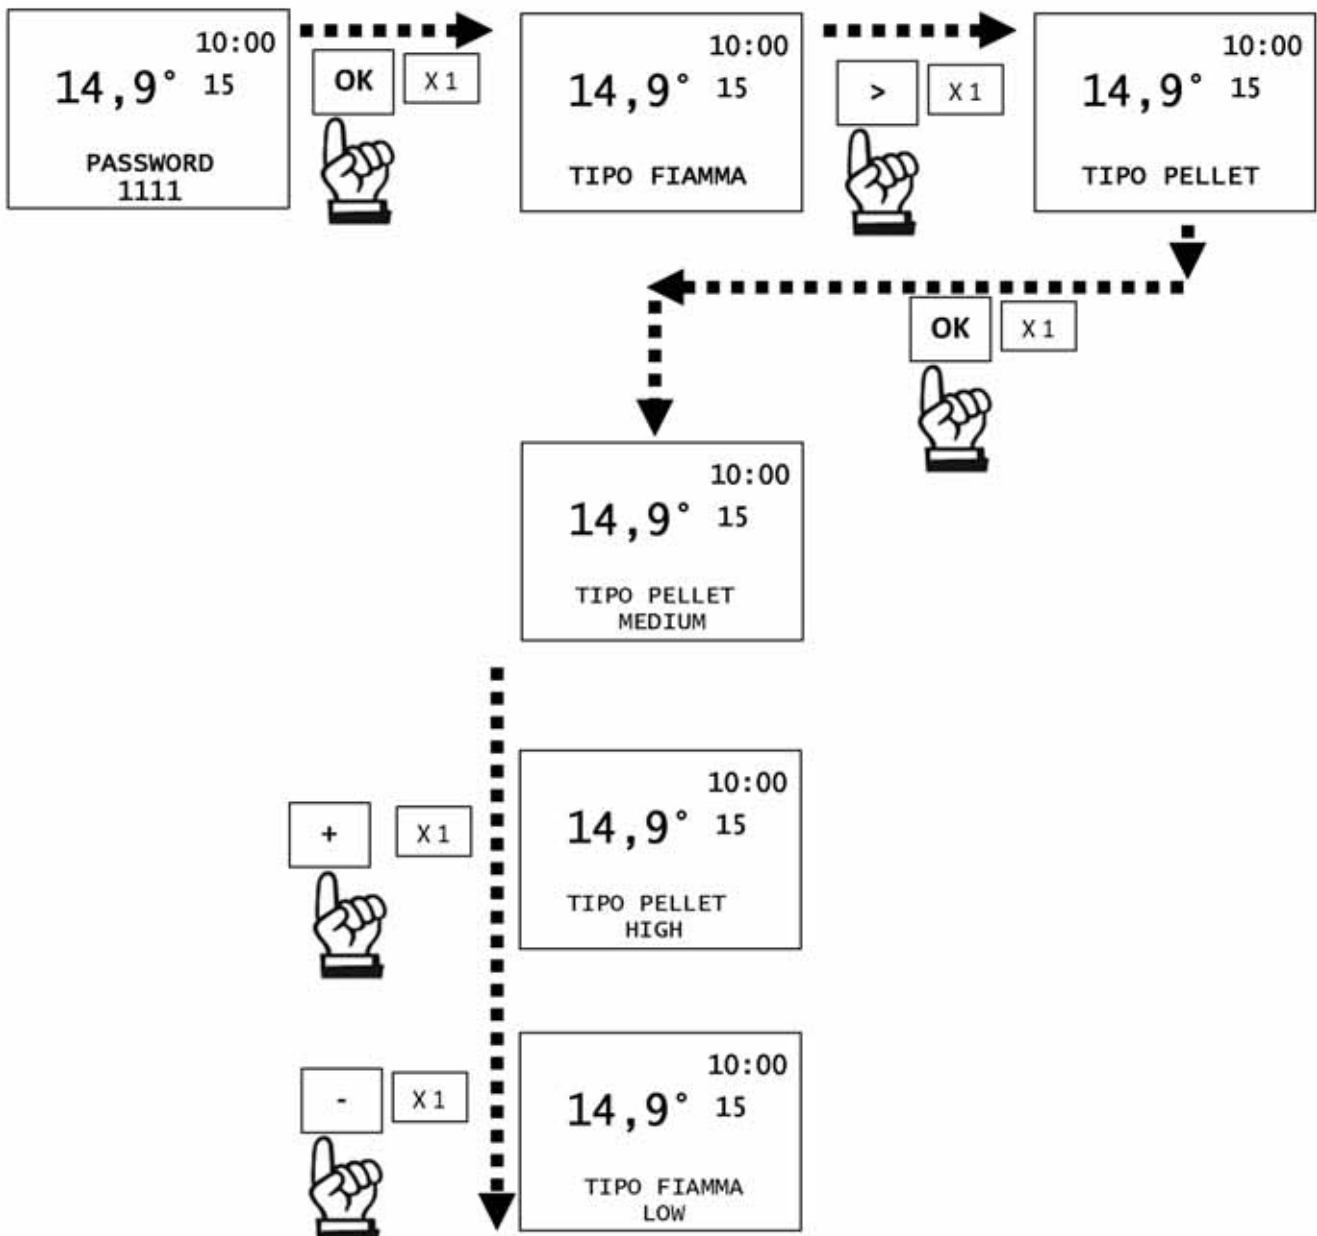 10:00
14,9° 15
PASSWORD
1111
OK X 1
10:00
14,9° 15
TIPO FIAMMA
> X 1
10:00
14,9° 15
TIPO PELLET
OK X 1
10:00
14,9° 15
TIPO PELLET
MEDIUM
+ X 1
10:00
14,9° 15
TIPO PELLET
HIGH
- X 1
10:00
14,9° 15
TIPO FIAMMA
LOW